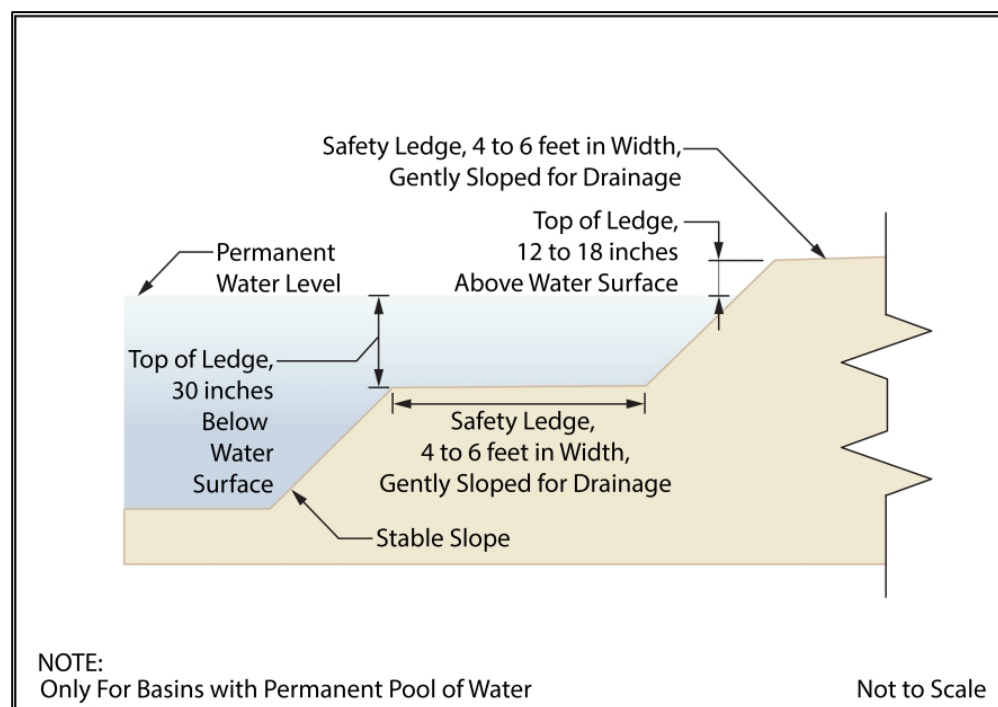 Safety Ledge, 4 to 6 feet in Width,
Gently Sloped for Drainage
Top of Ledge,
12 to 18 inches
Above Water Surface
Permanent
Water Level
Top of Ledge,
30 inches
Below
Water
Surface
Safety Ledge,
4 to 6 feet in Width,
Gently Sloped for Drainage
Stable Slope
NOTE:
Only For Basins with Permanent Pool of Water
Not to Scale